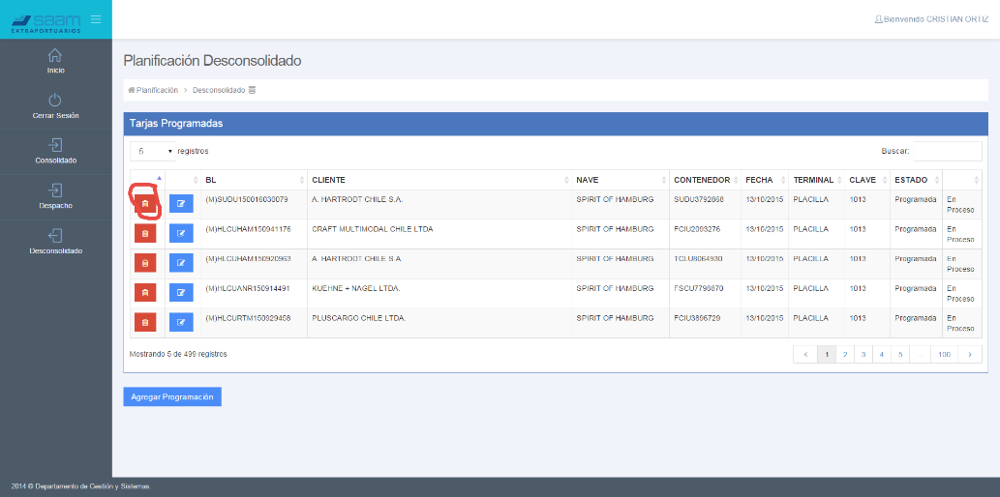 saam
EXTRAPORTUARIOS
Bienvenido CRISTIAN ORTIZ
Inicio
Cerrar Sesión
Consolidado
Despacho
Desconsolidado
Planificación Desconsolidado
Planificación > Desconsolidado
Tarjas Programadas
5 registros
Buscar:
BL CLIENTE NAVE CONTENEDOR FECHA TERMINAL CLAVE ESTADO
(M)SUDU150016030079 A. HARTRODT CHILE S.A. SPIRIT OF HAMBURG SUDU3792868 13/10/2015 PLACILLA 1013 Programada En Proceso
(M)HLCUHAM150941176 CRAFT MULTIMODAL CHILE LTDA SPIRIT OF HAMBURG FCIU2093276 13/10/2015 PLACILLA 1013 Programada En Proceso
(M)HLCUHAM150920963 A. HARTRODT CHILE S.A. SPIRIT OF HAMBURG TCLU8064930 13/10/2015 PLACILLA 1013 Programada En Proceso
(M)HLCUANR150914491 KUEHNE + NAGEL LTDA. SPIRIT OF HAMBURG FSCU7798870 13/10/2015 PLACILLA 1013 Programada En Proceso
(M)HLCURTM150929458 PLUSCARGO CHILE LTDA. SPIRIT OF HAMBURG FCIU3896729 13/10/2015 PLACILLA 1013 Programada En Proceso
Mostrando 5 de 499 registros
< 1 2 3 4 5 ... 100 >
Agregar Programación
2014 © Departamento de Gestión y Sistemas